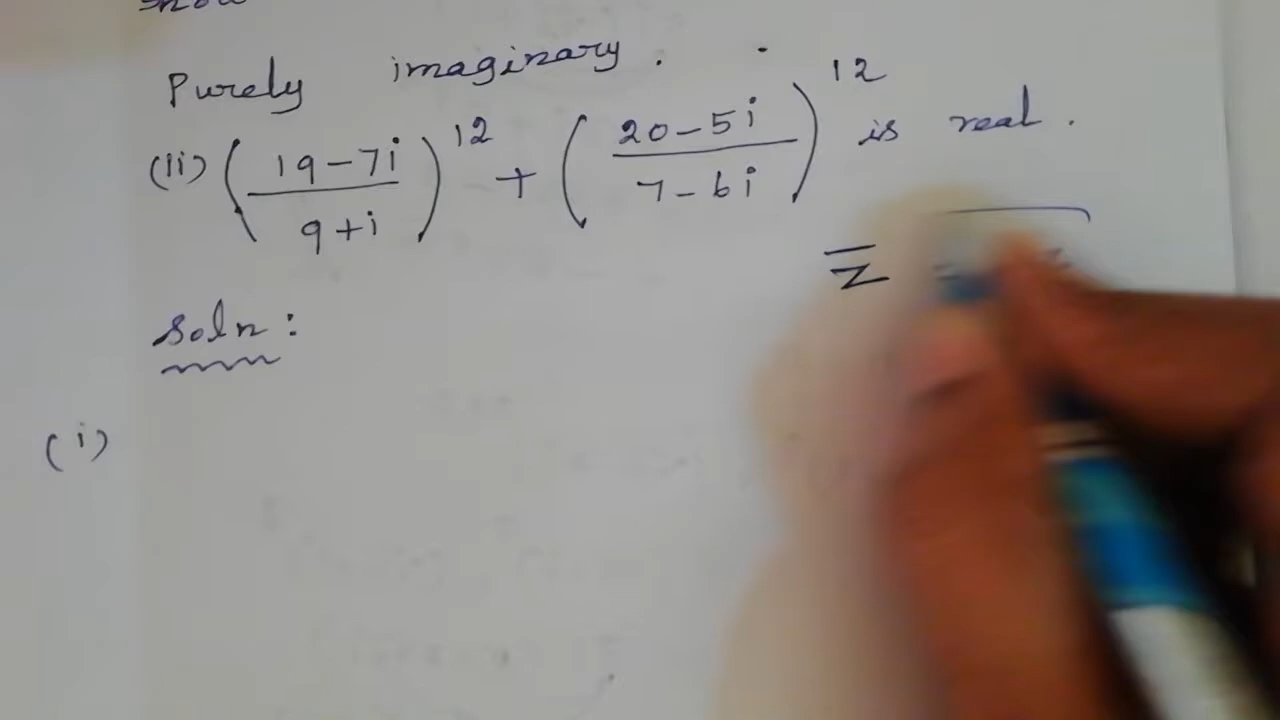 Purely imaginary.
(ii) (19-7i / 9+i)^12 + (20-5i / 7-6i)^12 is real.
z̄
Soln:
(i)